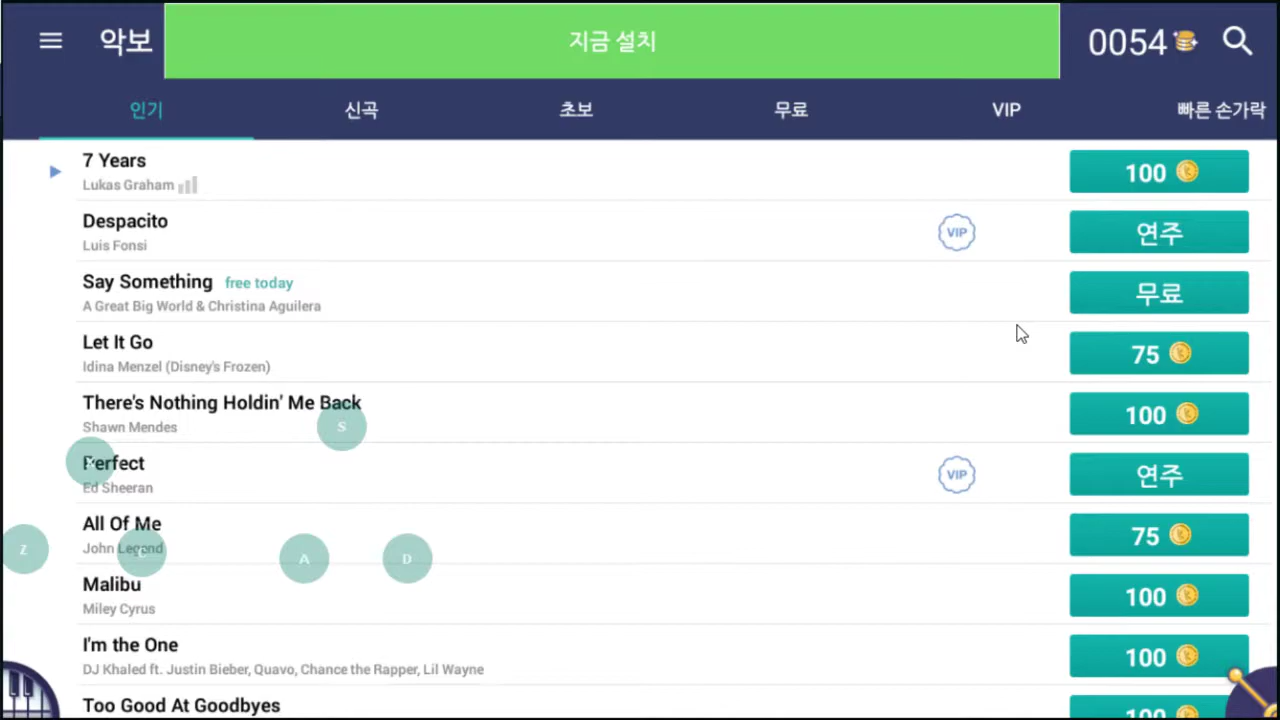 악보
지금 설치
0054
인기
신곡
초보
무료
VIP
빠른 손가락
7 Years
Lukas Graham
100
Despacito
Luis Fonsi
VIP
연주
Say Something free today
A Great Big World & Christina Aguilera
무료
Let It Go
Idina Menzel (Disney's Frozen)
75
There's Nothing Holdin' Me Back
Shawn Mendes
100
S
Perfect
Ed Sheeran
VIP
연주
All Of Me
John Legend
75
Z
A
D
Malibu
Miley Cyrus
100
I'm the One
DJ Khaled ft. Justin Bieber, Quavo, Chance the Rapper, Lil Wayne
100
Too Good At Goodbyes
100